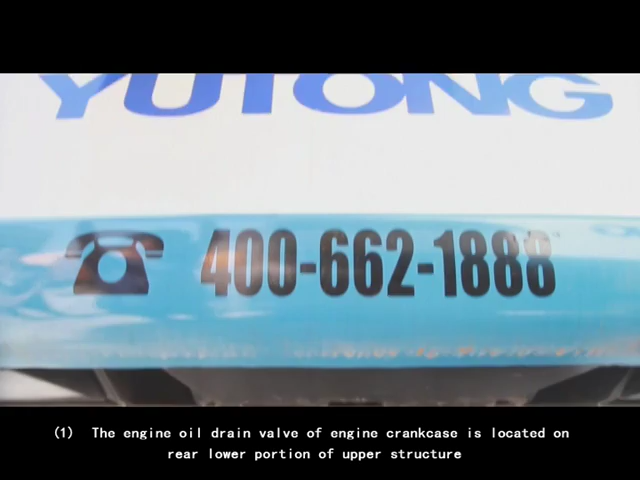 YUTONG
400-662-1888
(1) The engine oil drain valve of engine crankcase is located on
rear lower portion of upper structure